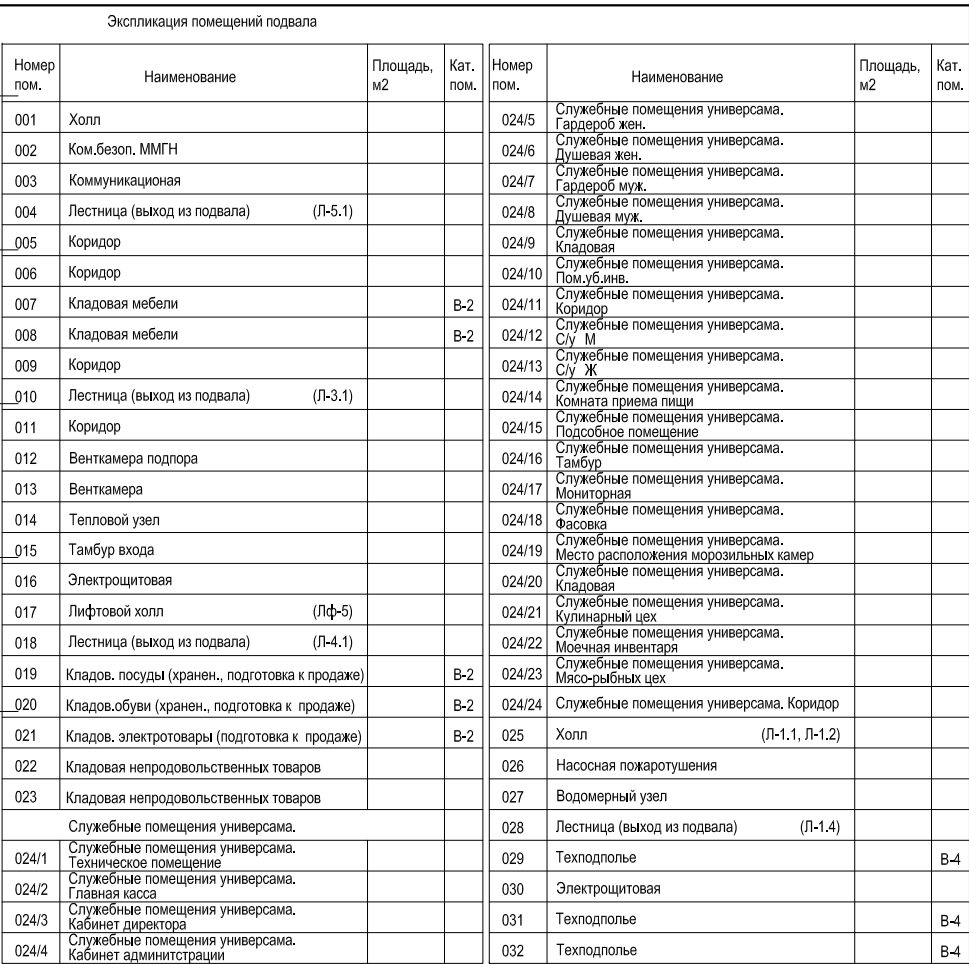 Экспликация помещений подвала
Номер пом. Наименование Площадь, м2 Кат. пом.
001 Холл
002 Ком.безоп. ММГН
003 Коммуникационая
004 Лестница (выход из подвала) (Л-5.1)
005 Коридор
006 Коридор
007 Кладовая мебели В-2
008 Кладовая мебели В-2
009 Коридор
010 Лестница (выход из подвала) (Л-3.1)
011 Коридор
012 Венткамера подпора
013 Венткамера
014 Тепловой узел
015 Тамбур входа
016 Электрощитовая
017 Лифтовой холл (Лф-5)
018 Лестница (выход из подвала) (Л-4.1)
019 Кладов. посуды (хранен., подготовка к продаже) В-2
020 Кладов.обуви (хранен., подготовка к продаже) В-2
021 Кладов. электротовары (подготовка к продаже) В-2
022 Кладовая непродовольственных товаров
023 Кладовая непродовольственных товаров
Служебные помещения универсама.
024/1 Служебные помещения универсама.
Техническое помещение
024/2 Служебные помещения универсама.
Главная касса
024/3 Служебные помещения универсама.
Кабинет директора
024/4 Служебные помещения универсама.
Кабинет админитстрации
Номер пом. Наименование Площадь, м2 Кат. пом.
024/5 Служебные помещения универсама.
Гардероб жен.
024/6 Служебные помещения универсама.
Душевая жен.
024/7 Служебные помещения универсама.
Гардероб муж.
024/8 Служебные помещения универсама.
Душевая муж.
024/9 Служебные помещения универсама.
Кладовая
024/10 Служебные помещения универсама.
Пом.уб.инв.
024/11 Служебные помещения универсама.
Коридор
024/12 Служебные помещения универсама.
С/у М
024/13 Служебные помещения универсама.
С/у Ж
024/14 Служебные помещения универсама.
Комната приема пищи
024/15 Служебные помещения универсама.
Подсобное помещение
024/16 Служебные помещения универсама.
Тамбур
024/17 Служебные помещения универсама.
Мониторная
024/18 Служебные помещения универсама.
Фасовка
024/19 Служебные помещения универсама.
Место расположения морозильных камер
024/20 Служебные помещения универсама.
Кладовая
024/21 Служебные помещения универсама.
Кулинарный цех
024/22 Служебные помещения универсама.
Моечная инвентаря
024/23 Служебные помещения универсама.
Мясо-рыбных цех
024/24 Служебные помещения универсама. Коридор
025 Холл (Л-1.1, Л-1.2)
026 Насосная пожаротушения
027 Водомерный узел
028 Лестница (выход из подвала) (Л-1.4)
029 Техподполье В-4
030 Электрощитовая
031 Техподполье В-4
032 Техподполье В-4